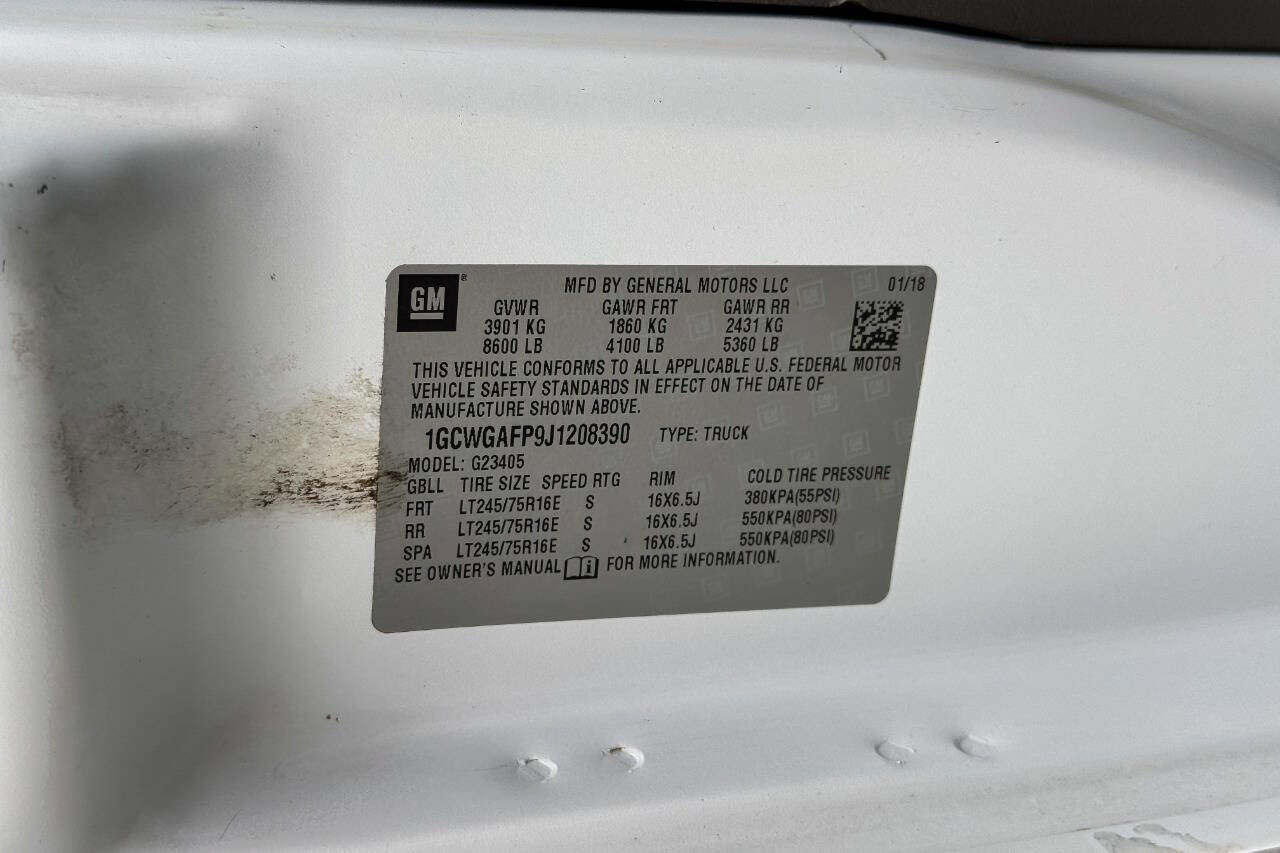 GM®
MFD BY GENERAL MOTORS LLC 01/18
GVWR GAWR FRT GAWR RR
3901 KG 1860 KG 2431 KG
8600 LB 4100 LB 5360 LB
THIS VEHICLE CONFORMS TO ALL APPLICABLE U.S. FEDERAL MOTOR
VEHICLE SAFETY STANDARDS IN EFFECT ON THE DATE OF
MANUFACTURE SHOWN ABOVE.
1GCWGAFP9J1208390 TYPE: TRUCK
MODEL: G23405
GBLL TIRE SIZE SPEED RTG RIM COLD TIRE PRESSURE
FRT LT245/75R16E S 16X6.5J 380KPA(55PSI)
RR LT245/75R16E S 16X6.5J 550KPA(80PSI)
SPA LT245/75R16E S 16X6.5J 550KPA(80PSI)
SEE OWNER'S MANUAL i FOR MORE INFORMATION.